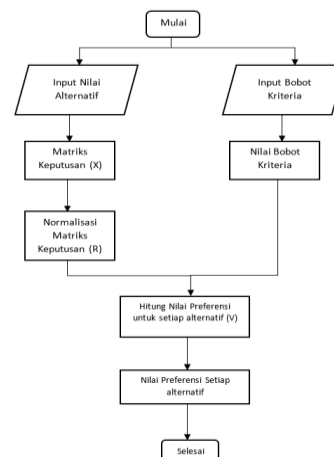 Mulai
Input Nilai
Alternatif
Input Bobot
Kriteria
Matriks
Keputusan (X)
Nilai Bobot
Kriteria
Normalisasi
Matriks
Keputusan (R)
Hitung Nilai Preferensi
untuk setiap alternatif (V)
Nilai Preferensi Setiap
alternatif
Selesai